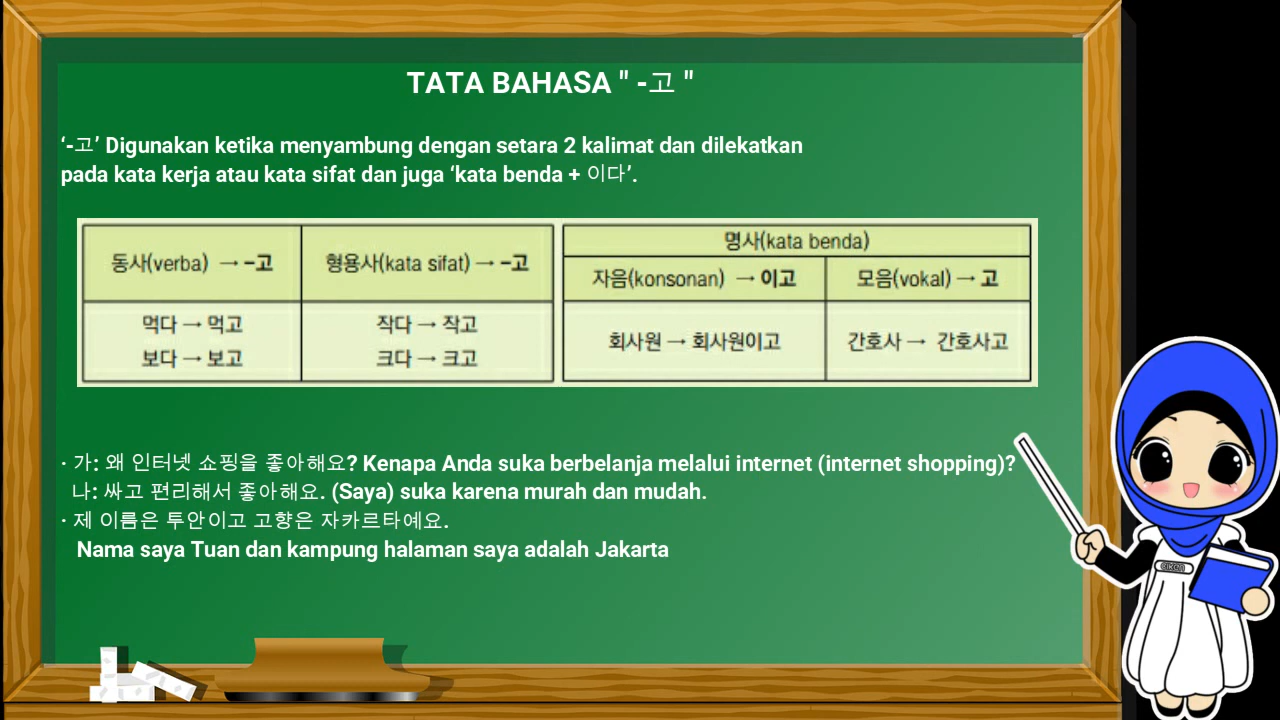 TATA BAHASA " -고 "
‘-고’ Digunakan ketika menyambung dengan setara 2 kalimat dan dilekatkan
pada kata kerja atau kata sifat dan juga ‘kata benda + 이다’.
동사(verba) → –고
형용사(kata sifat) → –고
먹다 → 먹고
작다 → 작고
보다 → 보고
크다 → 크고
명사(kata benda)
자음(konsonan) → 이고
모음(vokal) → 고
회사원 → 회사원이고
간호사 → 간호사고
· 가: 왜 인터넷 쇼핑을 좋아해요? Kenapa Anda suka berbelanja melalui internet (internet shopping)?
나: 싸고 편리해서 좋아해요. (Saya) suka karena murah dan mudah.
· 제 이름은 투안이고 고향은 자카르타예요.
Nama saya Tuan dan kampung halaman saya adalah Jakarta